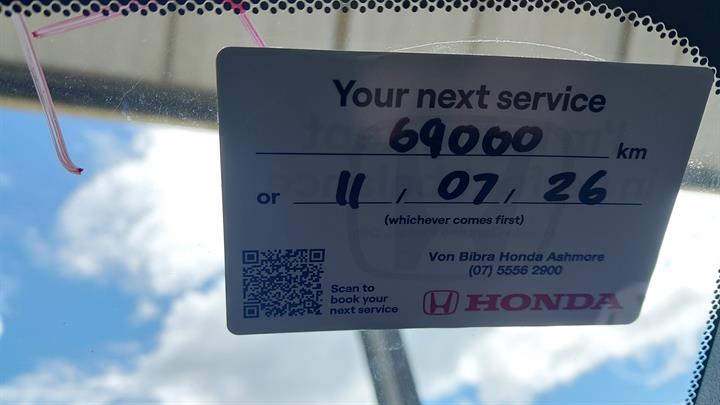 Your next service
69000 km
or 11 / 07 / 26
(whichever comes first)
Von Bibra Honda Ashmore
(07) 5556 2900
Scan to
book your
next service
HONDA